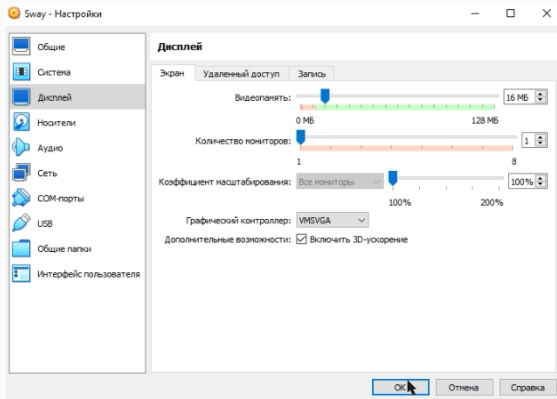 Sway - Настройки
Общие
Система
Дисплей
Носители
Аудио
Сеть
COM-порты
USB
Общие папки
Интерфейс пользователя
Дисплей
Экран Удаленный доступ Запись
Видеопамять: 16 МБ
0 МБ 128 МБ
Количество мониторов: 1
1 8
Коэффициент масштабирования: Все мониторы 100%
100% 200%
Графический контроллер: VMSVGA
Дополнительные возможности: Включить 3D-ускорение
OK Отмена Справка